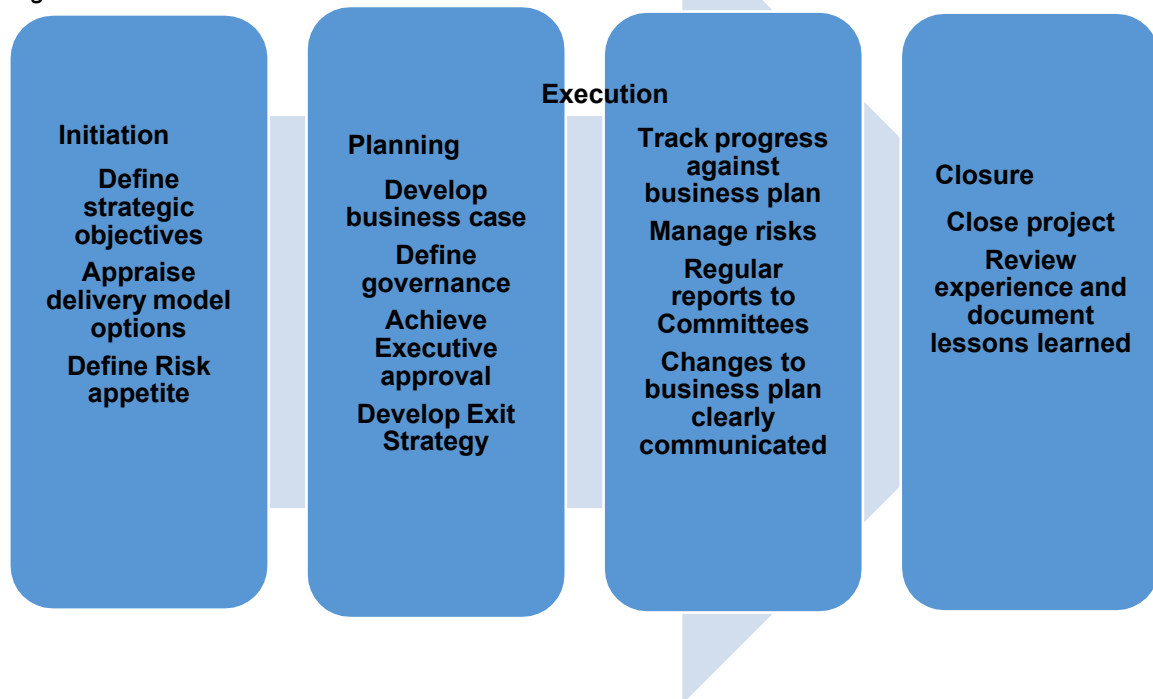 Initiation
Define
strategic
objectives
Appraise
delivery model
options
Define Risk
appetite
Planning
Develop
business case
Define
governance
Achieve
Executive
approval
Develop Exit
Strategy
Execution
Track progress
against
business plan
Manage risks
Regular
reports to
Committees
Changes to
business plan
clearly
communicated
Closure
Close project
Review
experience and
document
lessons learned